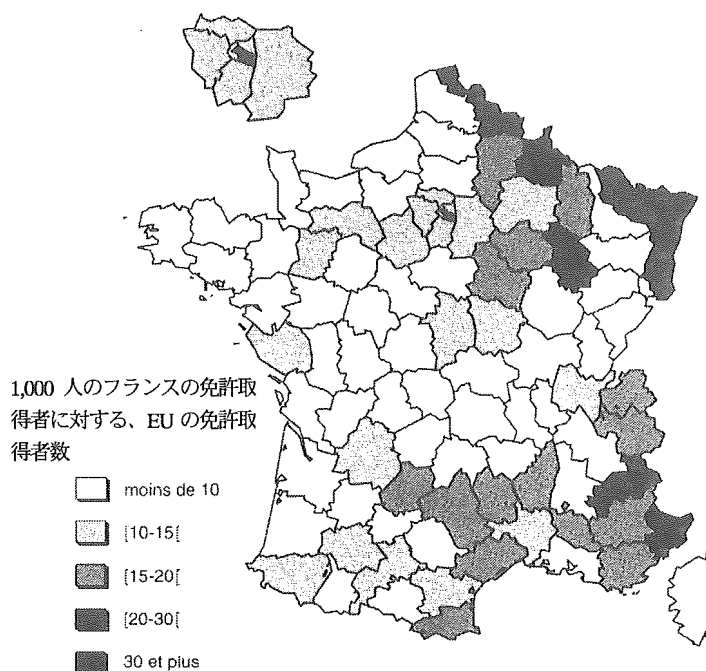 1,000 人のフランスの免許取
得者に対する、EU の免許取
得者数
moins de 10
[10-15[
[15-20[
[20-30[
30 et plus